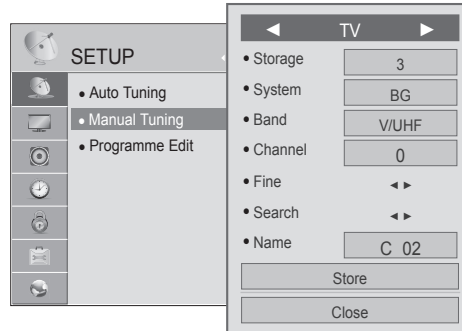 SETUP
● Auto Tuning
● Manual Tuning
● Programme Edit
◄ TV ►
• Storage 3
• System BG
• Band V/UHF
• Channel 0
• Fine ◄ ►
• Search ◄ ►
• Name C 02
Store
Close